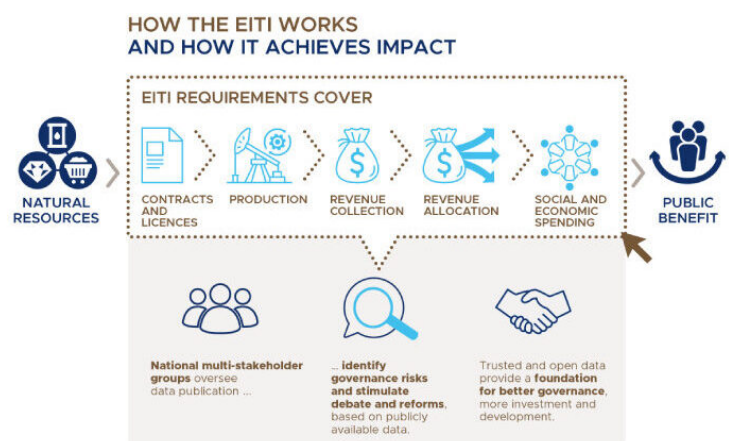 HOW THE EITI WORKS
AND HOW IT ACHIEVES IMPACT
EITI REQUIREMENTS COVER
NATURAL
RESOURCES
CONTRACTS
AND
LICENCES
PRODUCTION
REVENUE
COLLECTION
REVENUE
ALLOCATION
SOCIAL AND
ECONOMIC
SPENDING
PUBLIC
BENEFIT
National multi-stakeholder
groups oversee
data publication ...
... identify
governance risks
and stimulate
debate and reforms,
based on publicly
available data.
Trusted and open data
provide a foundation
for better governance,
more investment and
development.